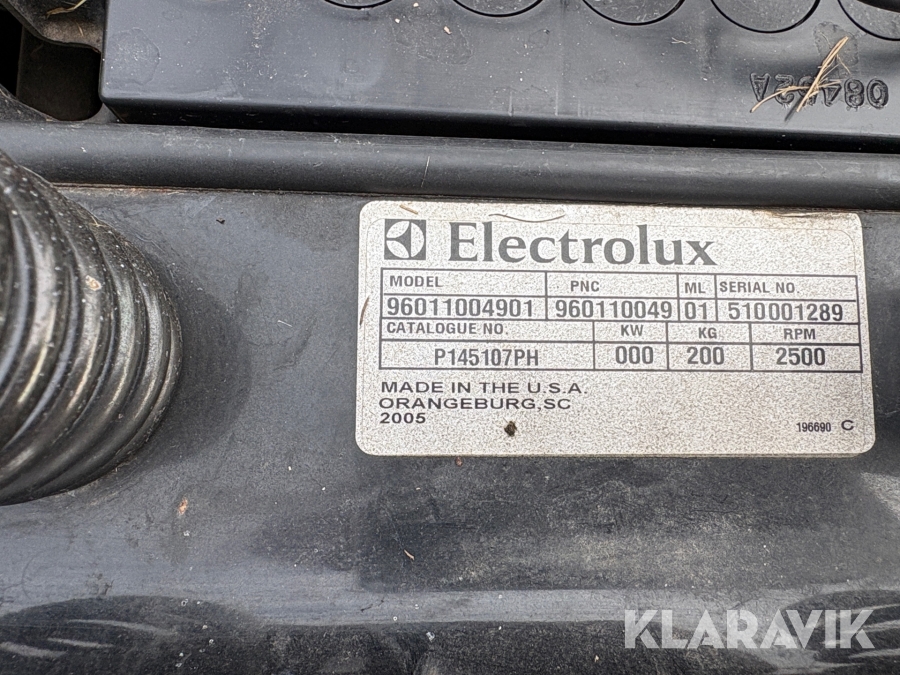 Electrolux
MODEL PNC ML SERIAL NO.
96011004901 960110049 01 510001289
CATALOGUE NO. KW KG RPM
P145107PH 000 200 2500
MADE IN THE U.S.A.
ORANGEBURG,SC
2005
196690 C
KLARAVIK